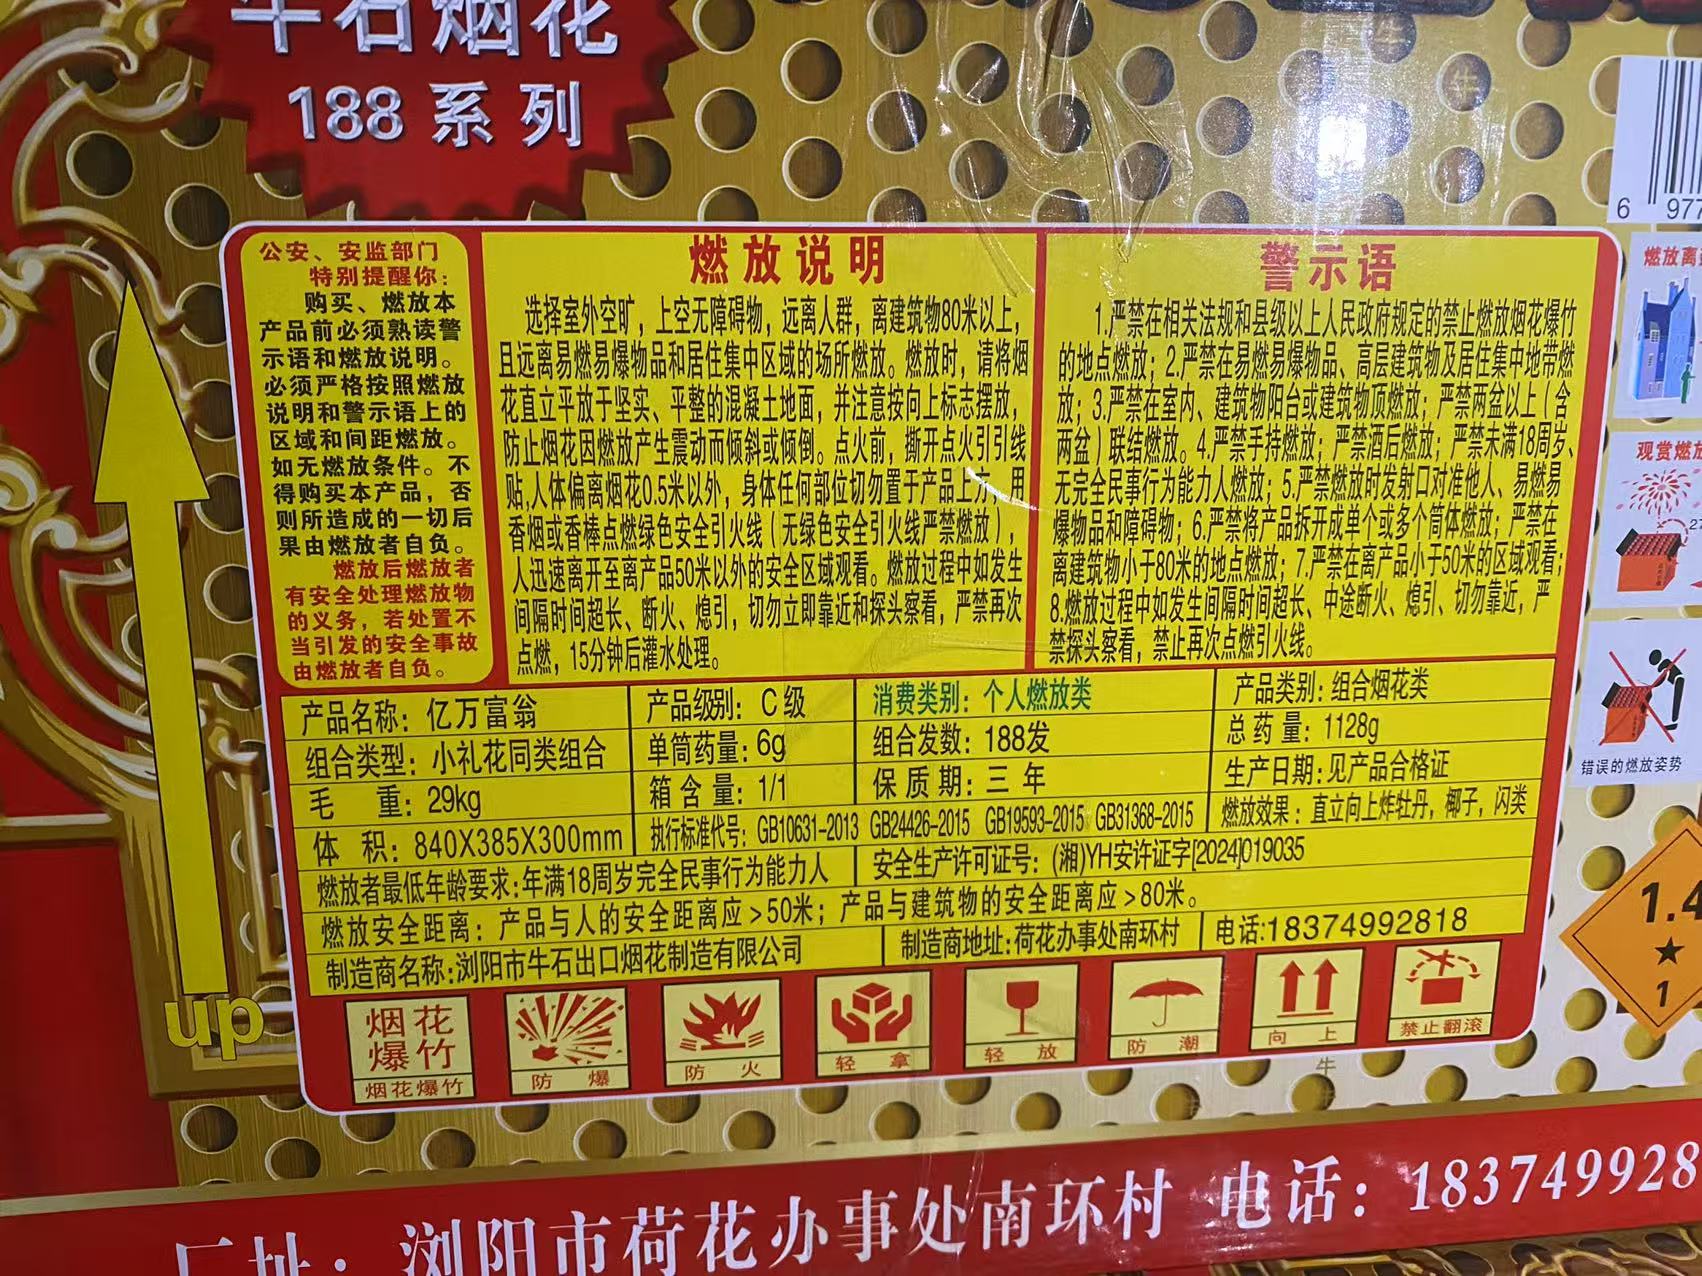 牛石烟花
188 系列
公安、安监部门
特别提醒你：
购买、燃放本
产品前必须熟读警
示语和燃放说明。
必须严格按照燃放
说明和警示语上的
区域和间距燃放。
如无燃放条件。不
得购买本产品，否
则所造成的一切后
果由燃放者自负。
燃放后燃放者
有安全处理燃放物
的义务，若处置不
当引发的安全事故
由燃放者自负。
燃放说明
选择室外空旷，上空无障碍物，远离人群，离建筑物80米以上，
且远离易燃易爆物品和居住集中区域的场所燃放。燃放时，请将烟
花直立平放于坚实、平整的混凝土地面，并注意按向上标志摆放，
防止烟花因燃放产生震动而倾斜或倾倒。点火前，撕开点火引引线
贴,人体偏离烟花0.5米以外，身体任何部位切勿置于产品上方，用
香烟或香棒点燃绿色安全引火线（无绿色安全引火线严禁燃放），
人迅速离开至离产品50米以外的安全区域观看。燃放过程中如发生
间隔时间超长、断火、熄引，切勿立即靠近和探头察看，严禁再次
点燃，15分钟后灌水处理。
警示语
1.严禁在相关法规和县级以上人民政府规定的禁止燃放烟花爆竹
的地点燃放；2.严禁在易燃易爆物品、高层建筑物及居住集中地带燃
放；3.严禁在室内、建筑物阳台或建筑物顶燃放；严禁两盆以上（含
两盆）联结燃放。4.严禁手持燃放；严禁酒后燃放；严禁未满18周岁、
无完全民事行为能力人燃放；5.严禁燃放时发射口对准他人、易燃易
爆物品和障碍物；6.严禁将产品拆开成单个或多个筒体燃放；严禁在
离建筑物小于80米的地点燃放；7.严禁在离产品小于50米的区域观看；
8.燃放过程中如发生间隔时间超长、中途断火、熄引、切勿靠近，严
禁探头察看，禁止再次点燃引火线。
产品名称：亿万富翁 产品级别：C级 消费类别：个人燃放类 产品类别：组合烟花类
组合类型：小礼花同类组合 单筒药量：6g 组合发数：188发 总药量：1128g
毛 重：29kg 箱含量：1/1 保质期：三年 生产日期：见产品合格证
体 积：840X385X300mm 执行标准代号：GB10631-2013 GB24426-2015 GB19593-2015 GB31368-2015 燃放效果：直立向上炸牡丹，椰子，闪类
燃放者最低年龄要求：年满18周岁完全民事行为能力人 安全生产许可证号：(湘)YH安许证字[2024]019035
燃放安全距离：产品与人的安全距离应＞50米；产品与建筑物的安全距离应＞80米。
制造商名称：浏阳市牛石出口烟花制造有限公司 制造商地址：荷花办事处南环村 电话:18374992818
烟花
爆竹
烟花爆竹 防爆 防火 轻拿 轻放 防潮 向上 禁止翻滚
up
牛
6 977
燃放离
观赏燃放
错误的燃放姿势
1.4
1
厂址：浏阳市荷花办事处南环村 电话：183749928